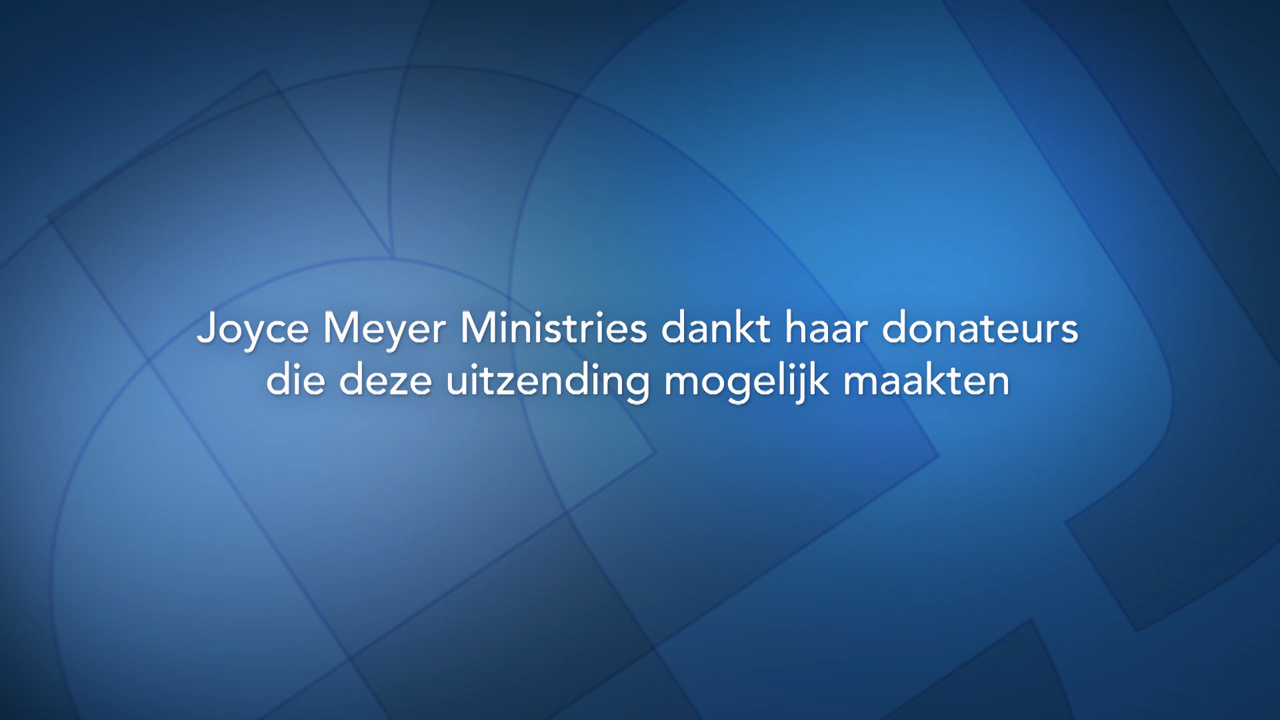 Joyce Meyer Ministries dankt haar donateurs
die deze uitzending mogelijk maakten